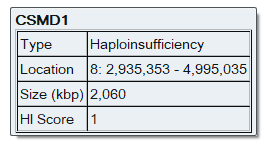 CSMD1
Type Haploinsufficiency
Location 8: 2,935,353 - 4,995,035
Size (kbp) 2,060
HI Score 1